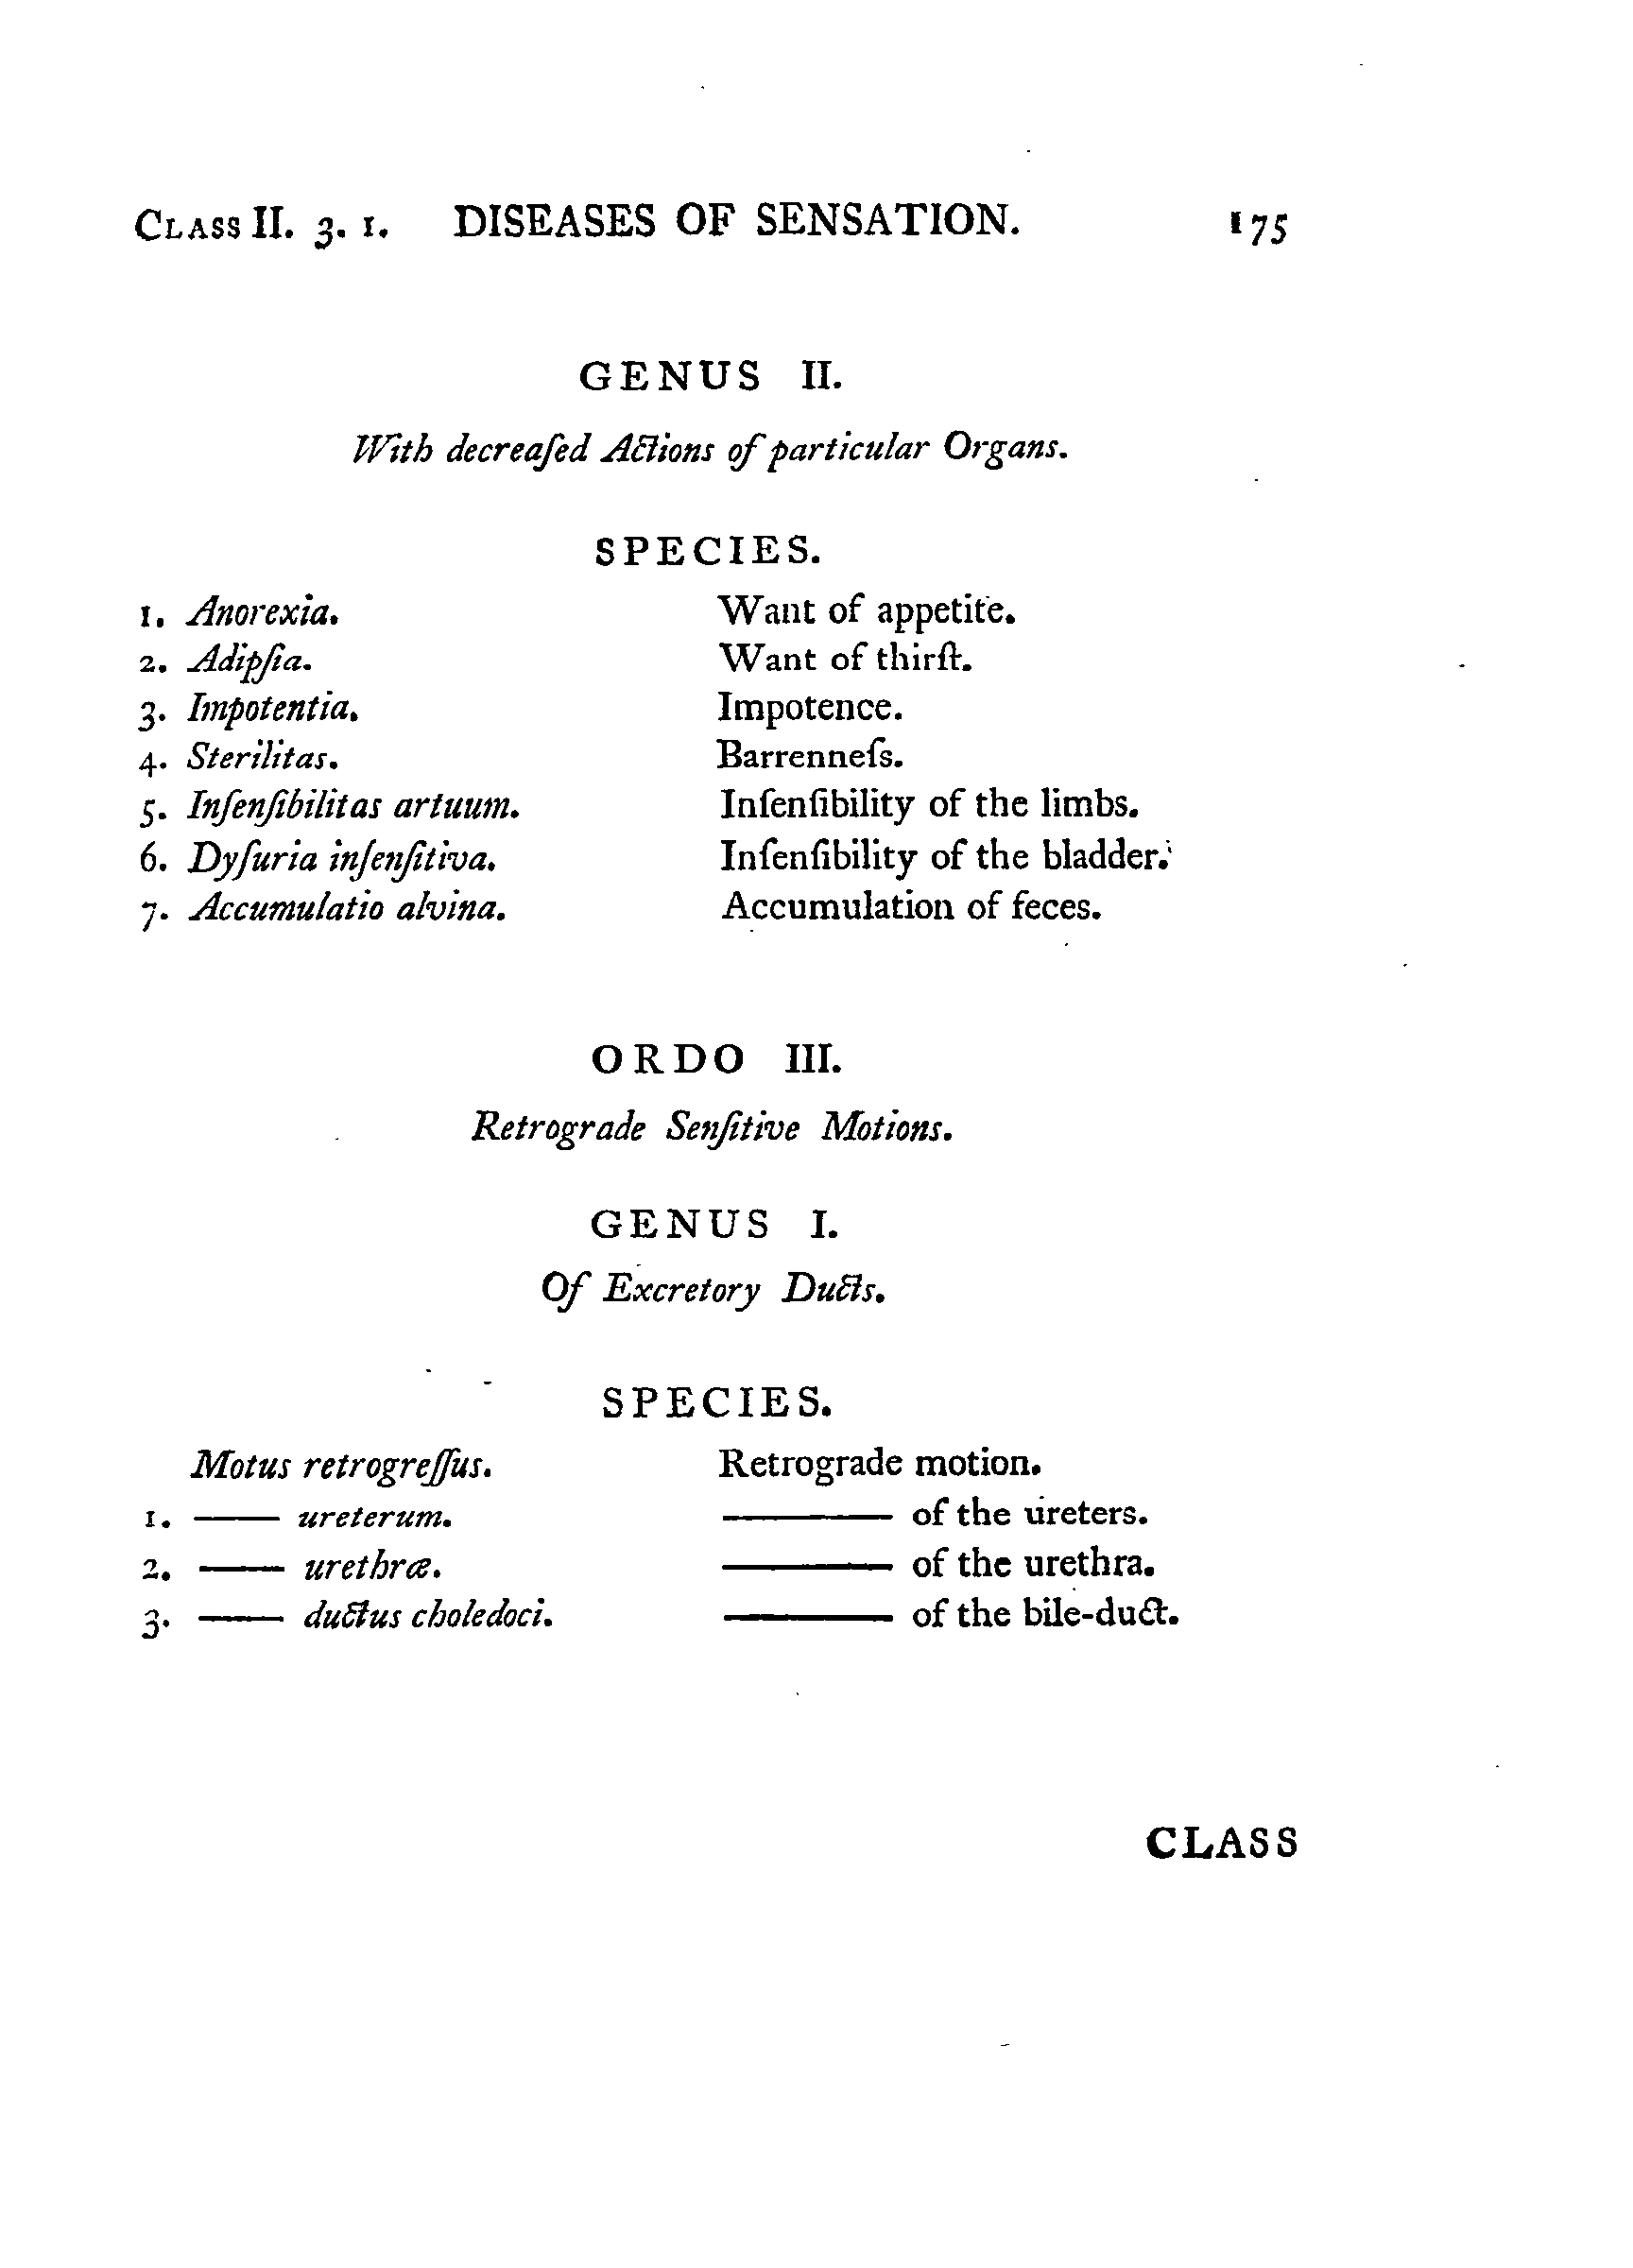 CLASS II. 3. 1. DISEASES OF SENSATION. 175
GENUS II.
With decreaſed Actions of particular Organs.
SPECIES.
1. Anorexia. Want of appetite.
2. Adipſia. Want of thirſt.
3. Impotentia. Impotence.
4. Sterilitas. Barrenneſs.
5. Inſenſibilitas artuum. Inſenſibility of the limbs.
6. Dyſuria inſenſitiva. Inſenſibility of the bladder.
7. Accumulatio alvina. Accumulation of feces.
ORDO III.
Retrograde Senſitive Motions.
GENUS I.
Of Excretory Ducts.
SPECIES.
Motus retrogreſſus. Retrograde motion.
1. —— ureterum. —— of the ureters.
2. —— urethræ. —— of the urethra.
3. —— ductus choledoci. —— of the bile-duct.
CLASS